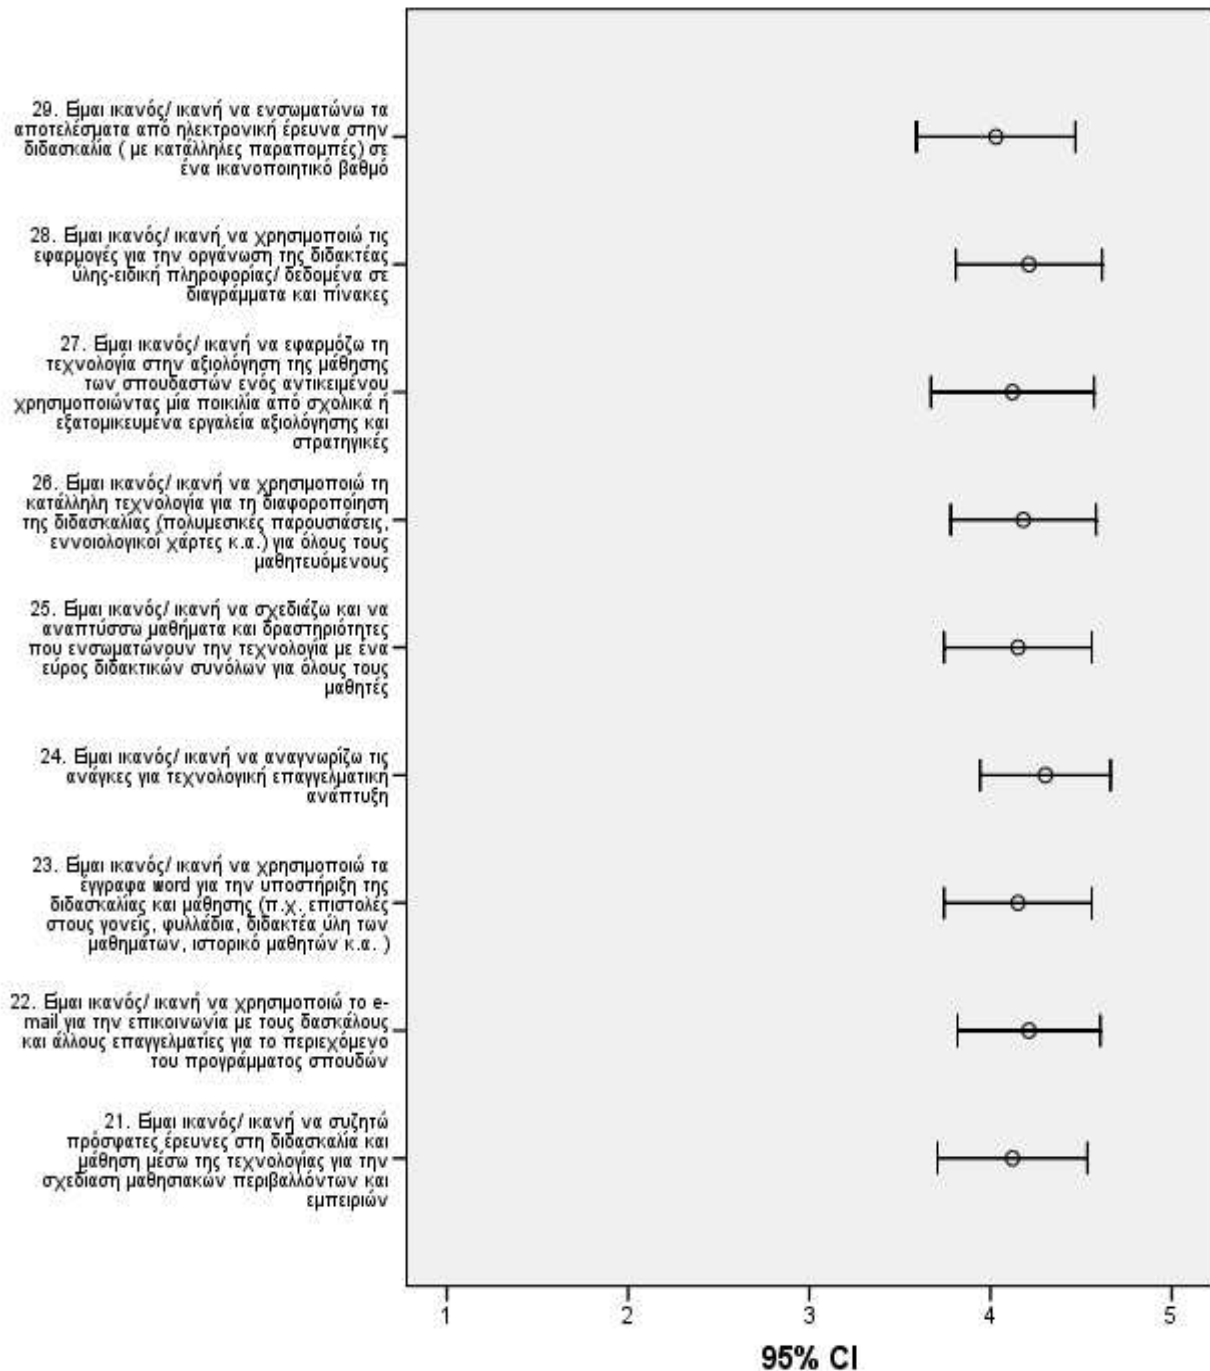 29. Είμαι ικανός/ ικανή να ενσωματώνω τα
αποτελέσματα από ηλεκτρονική έρευνα στην
διδασκαλία ( με κατάλληλες παραπομπές) σε
ένα ικανοποιητικό βαθμό
28. Είμαι ικανός/ ικανή να χρησιμοποιώ τις
εφαρμογές για την οργάνωση της διδακτέας
ύλης-ειδική πληροφορίας/ δεδομένα σε
διαγράμματα και πίνακες
27. Είμαι ικανός/ ικανή να εφαρμόζω τη
τεχνολογία στην αξιολόγηση της μάθησης
των σπουδαστών ενός αντικειμένου
χρησιμοποιώντας μία ποικιλία από σχολικά ή
εξατομικευμένα εργαλεία αξιολόγησης και
στρατηγικές
26. Είμαι ικανός/ ικανή να χρησιμοποιώ τη
κατάλληλη τεχνολογία για τη διαφοροποίηση
της διδασκαλίας (πολυμεσικές παρουσιάσεις,
εννοιολογικοί χάρτες κ.α.) για όλους τους
μαθητευόμενους
25. Είμαι ικανός/ ικανή να σχεδιάζω και να
αναπτύσσω μαθήματα και δραστηριότητες
που ενσωματώνουν την τεχνολογία με ένα
εύρος διδακτικών συνόλων για όλους τους
μαθητές
24. Είμαι ικανός/ ικανή να αναγνωρίζω τις
ανάγκες για τεχνολογική επαγγελματική
ανάπτυξη
23. Είμαι ικανός/ ικανή να χρησιμοποιώ τα
έγγραφα word για την υποστήριξη της
διδασκαλίας και μάθησης (π.χ. επιστολές
στους γονείς, φυλλάδια, διδακτέα ύλη των
μαθημάτων, ιστορικό μαθητών κ.α. )
22. Είμαι ικανός/ ικανή να χρησιμοποιώ το e-
mail για την επικοινωνία με τους δασκάλους
και άλλους επαγγελματίες για το περιεχόμενο
του προγράμματος σπουδών
21. Είμαι ικανός/ ικανή να συζητώ
πρόσφατες έρευνες στη διδασκαλία και
μάθηση μέσω της τεχνολογίας για την
σχεδίαση μαθησιακών περιβαλλόντων και
εμπειριών
1 2 3 4 5
95% CI